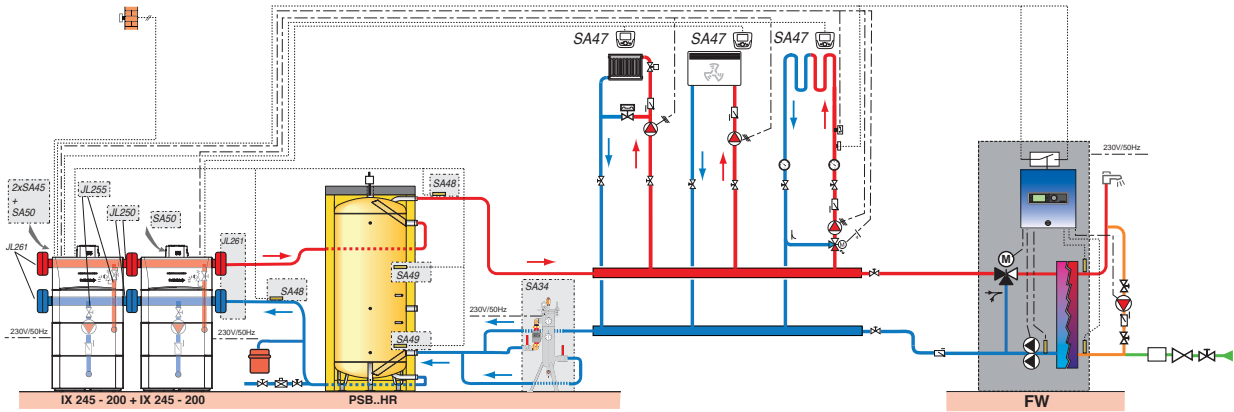 SA47
SA47
SA47
230V/50Hz
2xSA45
+
SA50
JL255
JL250
SA50
SA48
JL261
JL261
SA48
SA49
SA34
M
M
SA49
230V/50Hz
230V/50Hz
230V/50Hz
IX 245 - 200 + IX 245 - 200
PSB..HR
FW